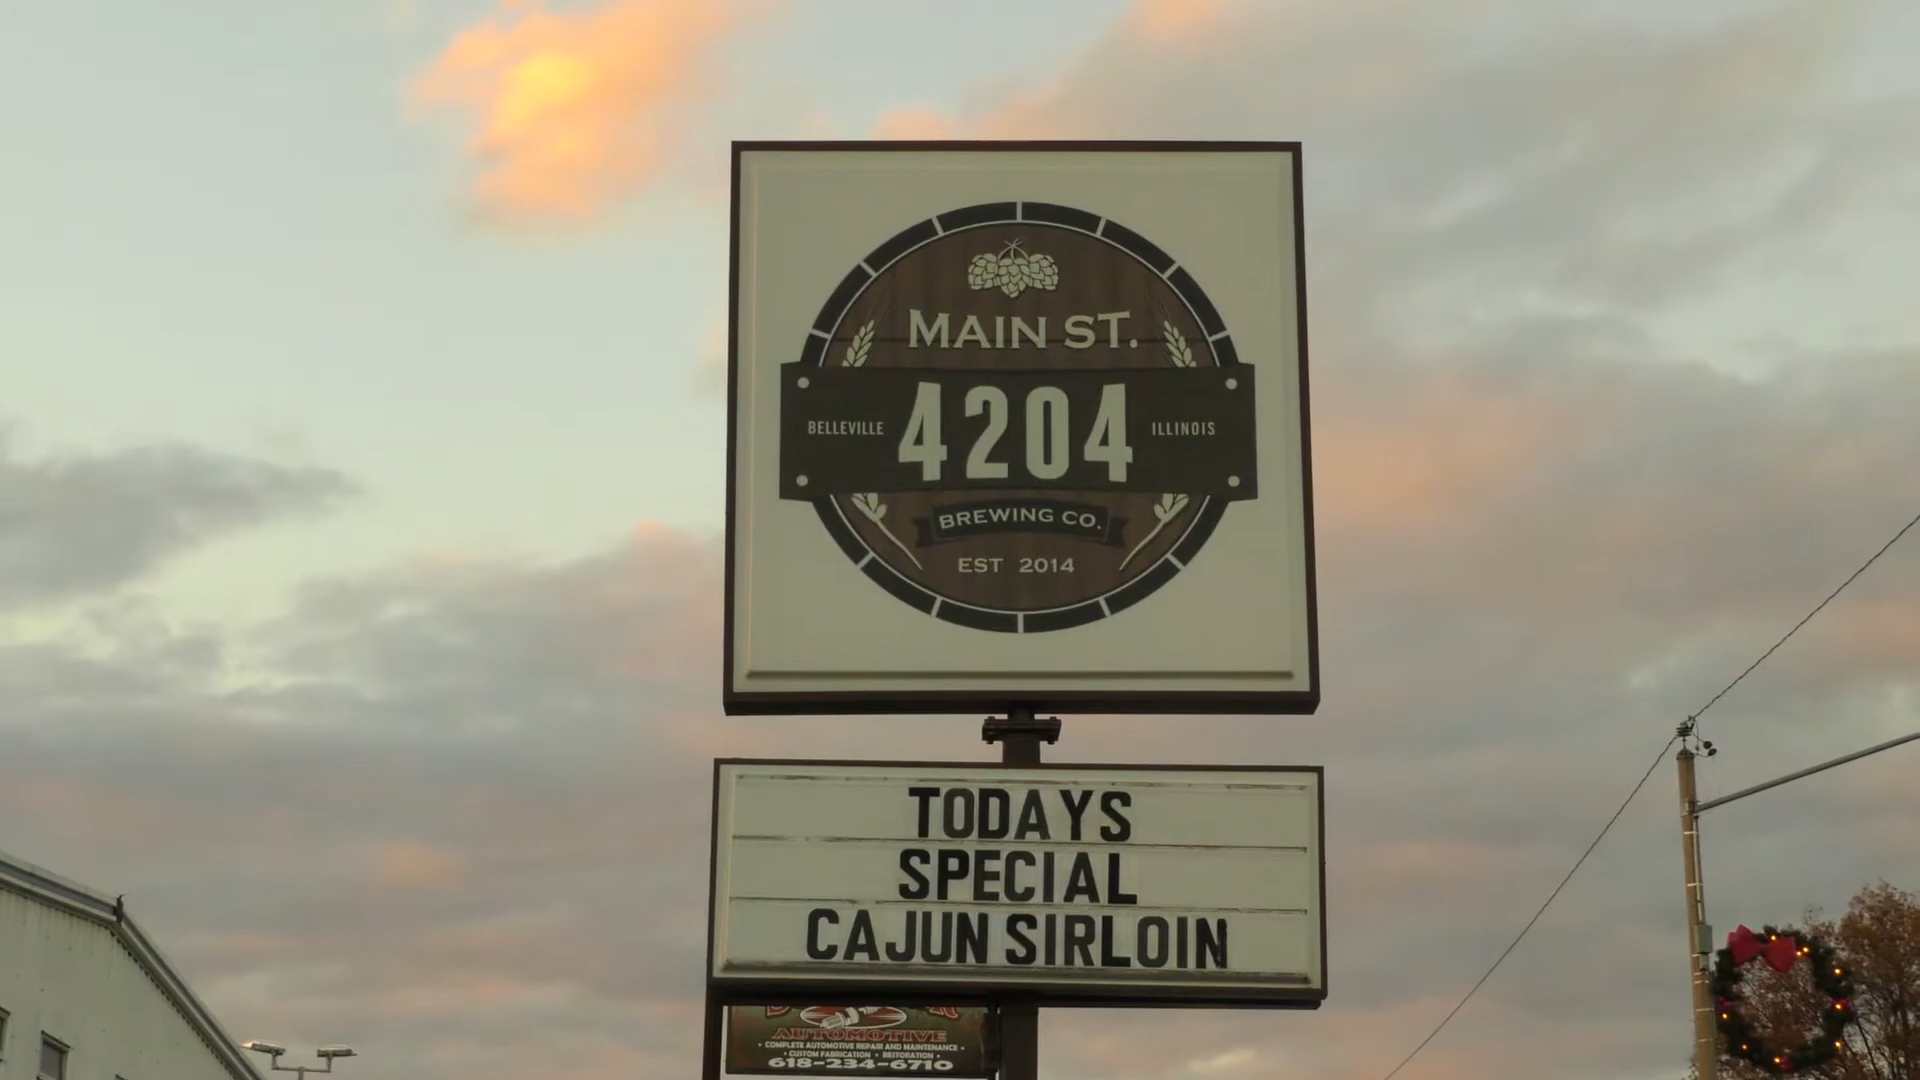 MAIN ST.
BELLEVILLE 4204 ILLINOIS
BREWING CO.
EST 2014
TODAYS
SPECIAL
CAJUN SIRLOIN
AUTOMOTIVE
• COMPLETE AUTOMOTIVE REPAIR AND MAINTENANCE •
• CUSTOM FABRICATION • RESTORATION •
618-234-6710